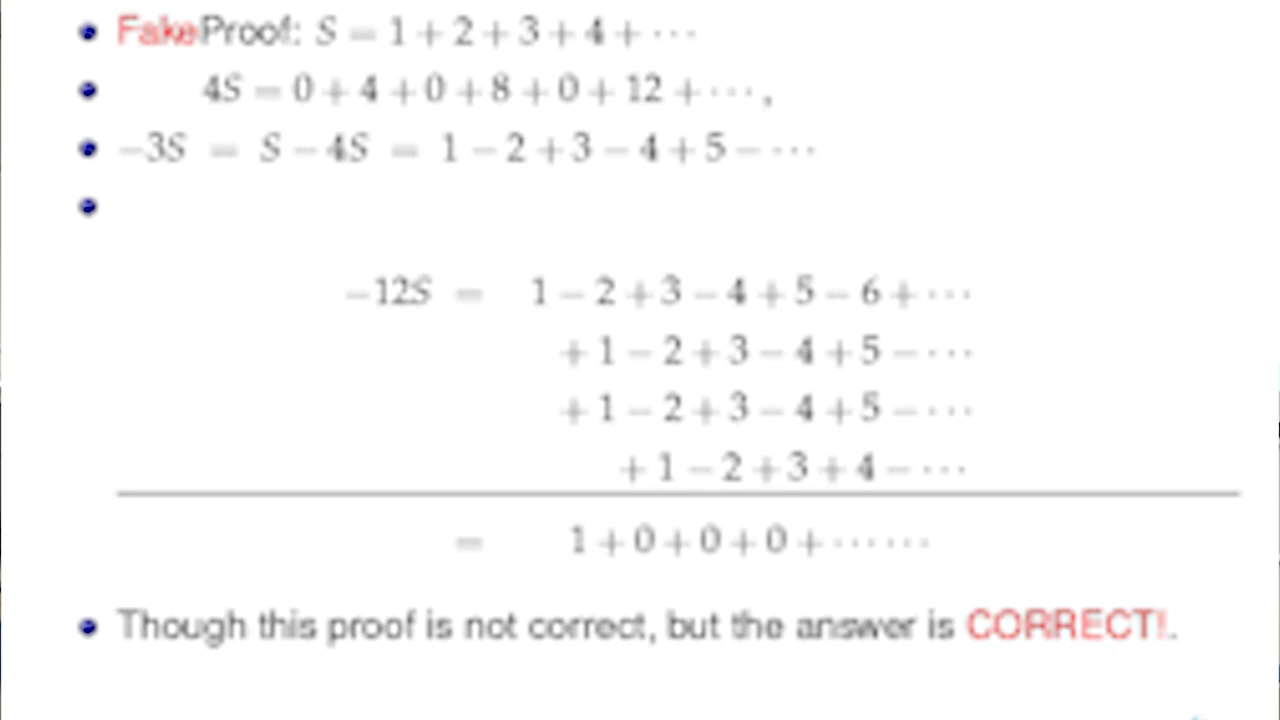 • FakeProof: S = 1 + 2 + 3 + 4 + ⋯
• 4S = 0 + 4 + 0 + 8 + 0 + 12 + ⋯ ,
• −3S = S − 4S = 1 − 2 + 3 − 4 + 5 − ⋯
•
−12S = 1 − 2 + 3 − 4 + 5 − 6 + ⋯
+ 1 − 2 + 3 − 4 + 5 − ⋯
+ 1 − 2 + 3 − 4 + 5 − ⋯
+ 1 − 2 + 3 + 4 − ⋯
= 1 + 0 + 0 + 0 + ⋯⋯
• Though this proof is not correct, but the answer is CORRECT!.